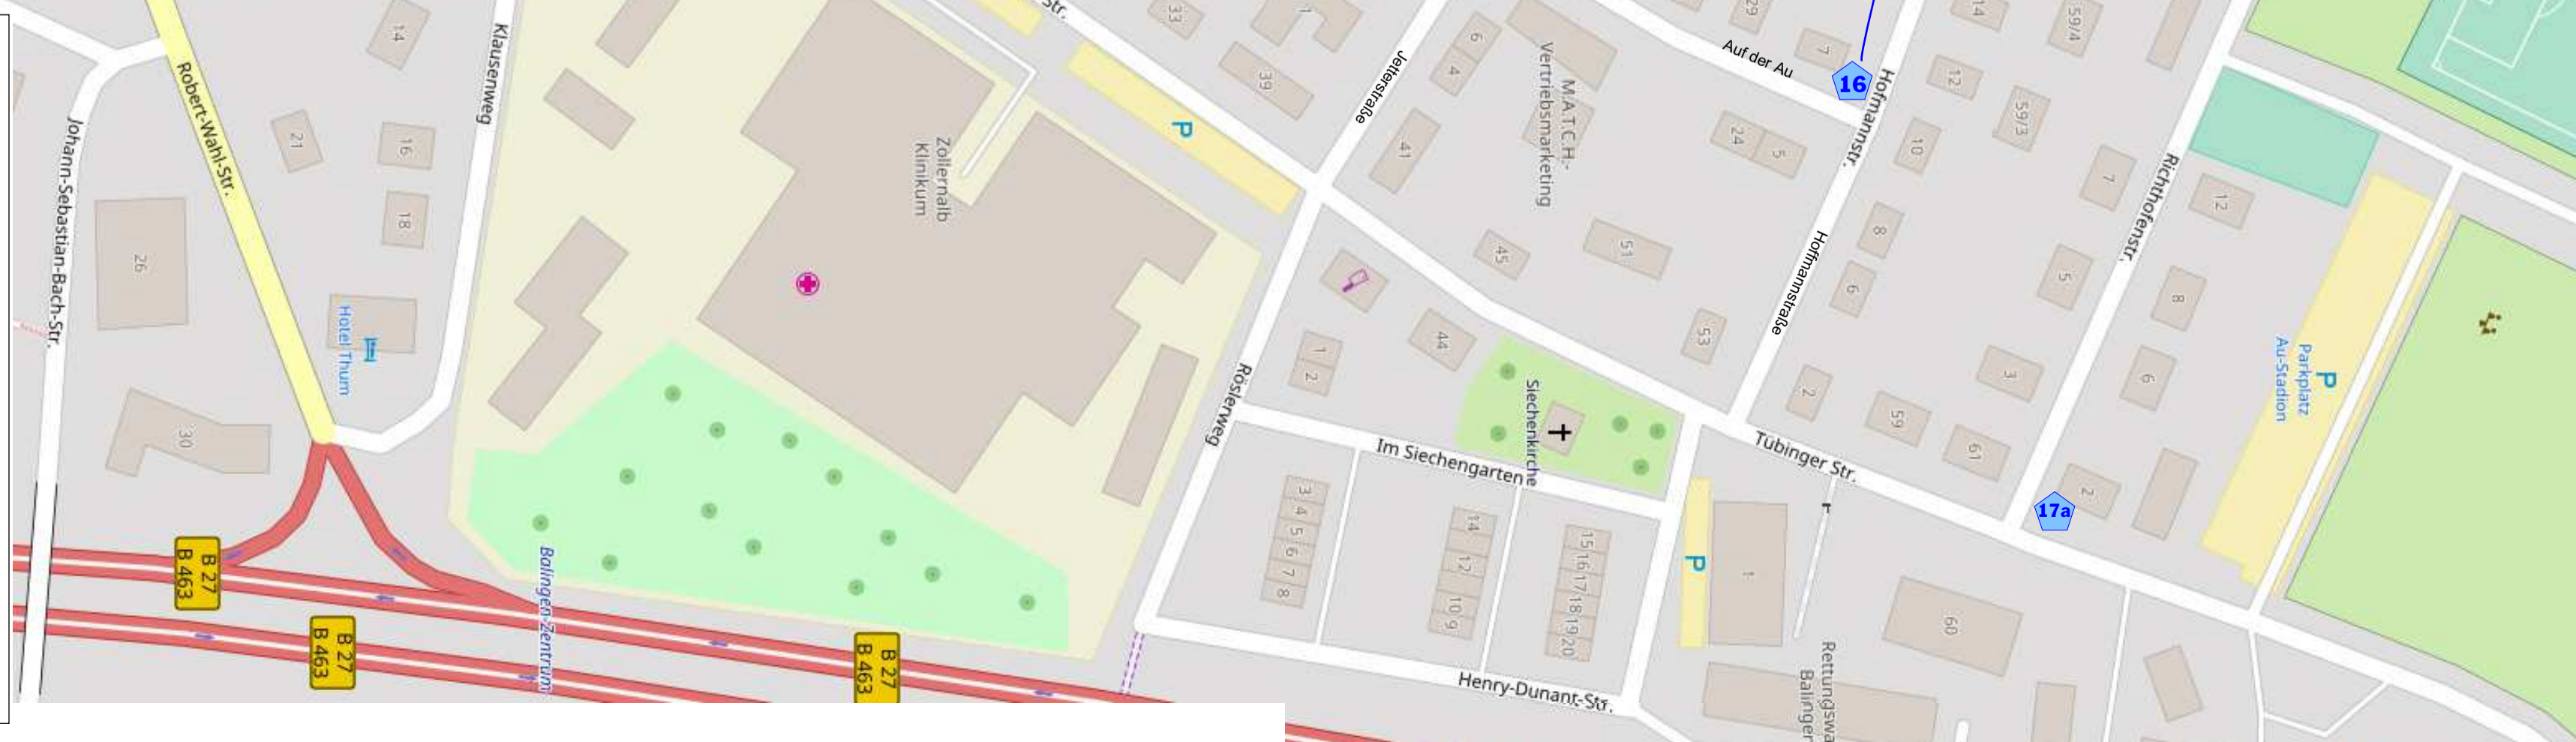 Str.
33
1
14
Klausenweg
Robert-Wahl-Str.
Johann-Sebastian-Bach-Str.
21
16
18
26
30
Hotel Thum
Zollernalb
Klinikum
P
39
Jetterstraße
6
4
41
M.A.T.C.H.-
Vertriebsmarketing
29
7
Auf der Au
16
24
5
Hofmannstr.
Hoffmannstraße
14
12
10
8
6
2
59/4
59/3
7
5
3
59
61
Richthofenstr.
12
8
6
2
17a
P
Parkplatz
Au-Stadion
45
51
53
44
1
2
Röslerweg
Siechenkirche
Im Siechengarten
Tübinger Str.
3
4
5
6
7
8
14
12
10
9
15
16
17
18
19
20
P
1
60
Rettungswa
Balinger
Henry-Dunant-Str.
Balingen-Zentrum
B 27
B 463
B 27
B 463
B 27
B 463